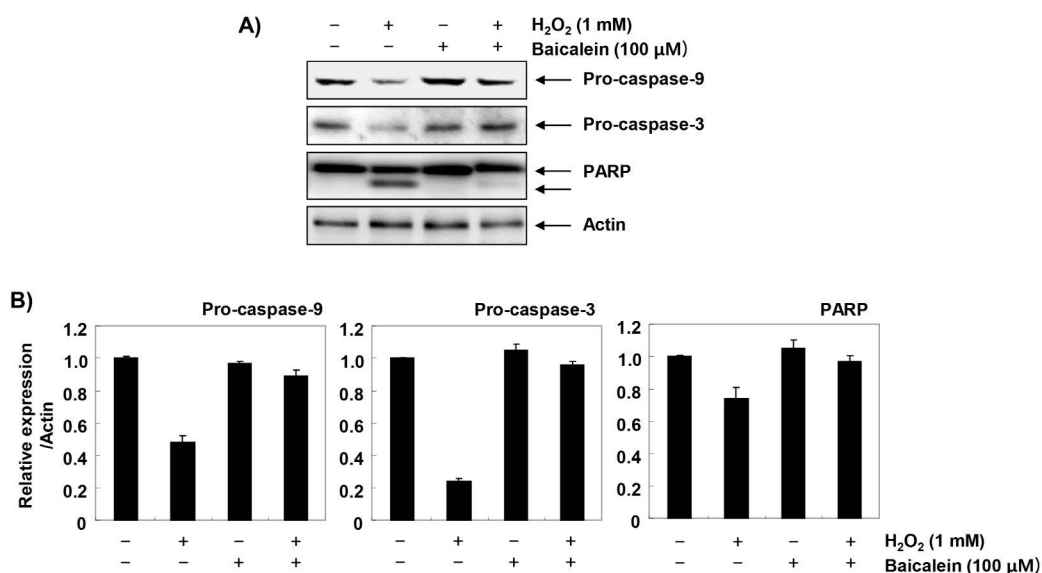 A)
– + – + H₂O₂ (1 mM)
– – + + Baicalein (100 μM)
Pro-caspase-9
Pro-caspase-3
PARP
Actin
B)
Pro-caspase-9 Pro-caspase-3 PARP
Relative expression
/Actin
1.2 1.2 1.2
1.0 1.0 1.0
0.8 0.8 0.8
0.6 0.6 0.6
0.4 0.4 0.4
0.2 0.2 0.2
0 0 0
– + – + – + – + – + – + H₂O₂ (1 mM)
– – + + – – + + – – + + Baicalein (100 μM)